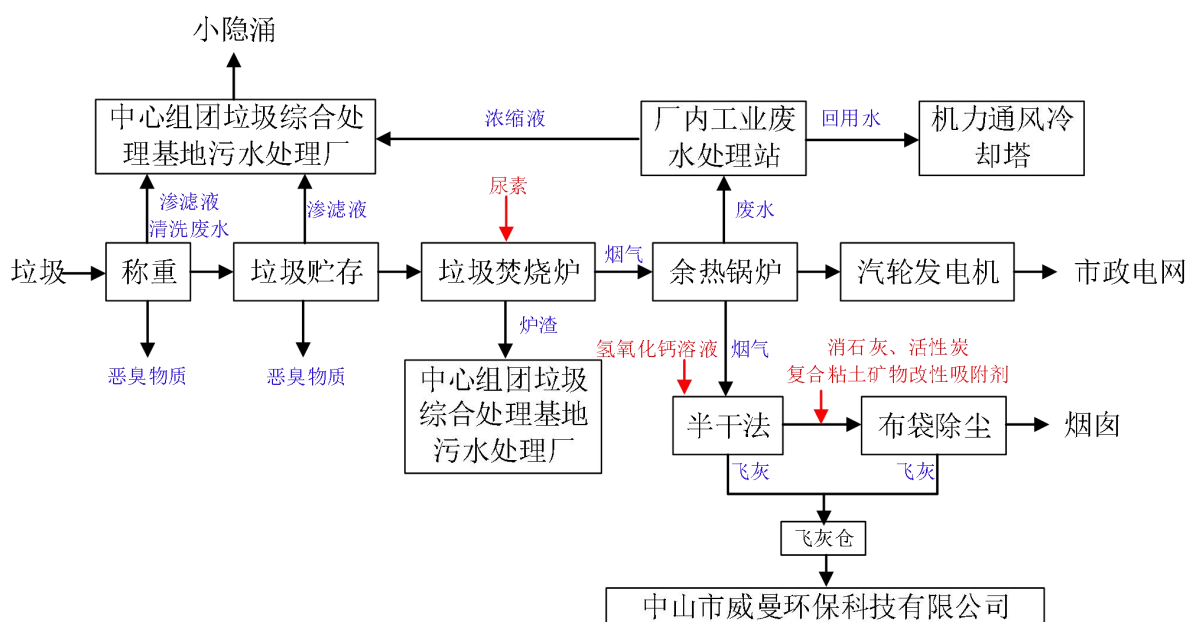 小隐涌
中心组团垃圾综合处
理基地污水处理厂
浓缩液
厂内工业废
水处理站
回用水
机力通风冷
却塔
渗滤液
清洗废水
渗滤液
尿素
废水
垃圾
称重
垃圾贮存
垃圾焚烧炉
烟气
余热锅炉
汽轮发电机
市政电网
恶臭物质
恶臭物质
炉渣
氢氧化钙溶液
烟气
消石灰、活性炭
复合粘土矿物改性吸附剂
中心组团垃圾
综合处理基地
污水处理厂
半干法
布袋除尘
烟囱
飞灰
飞灰
飞灰仓
中山市威曼环保科技有限公司